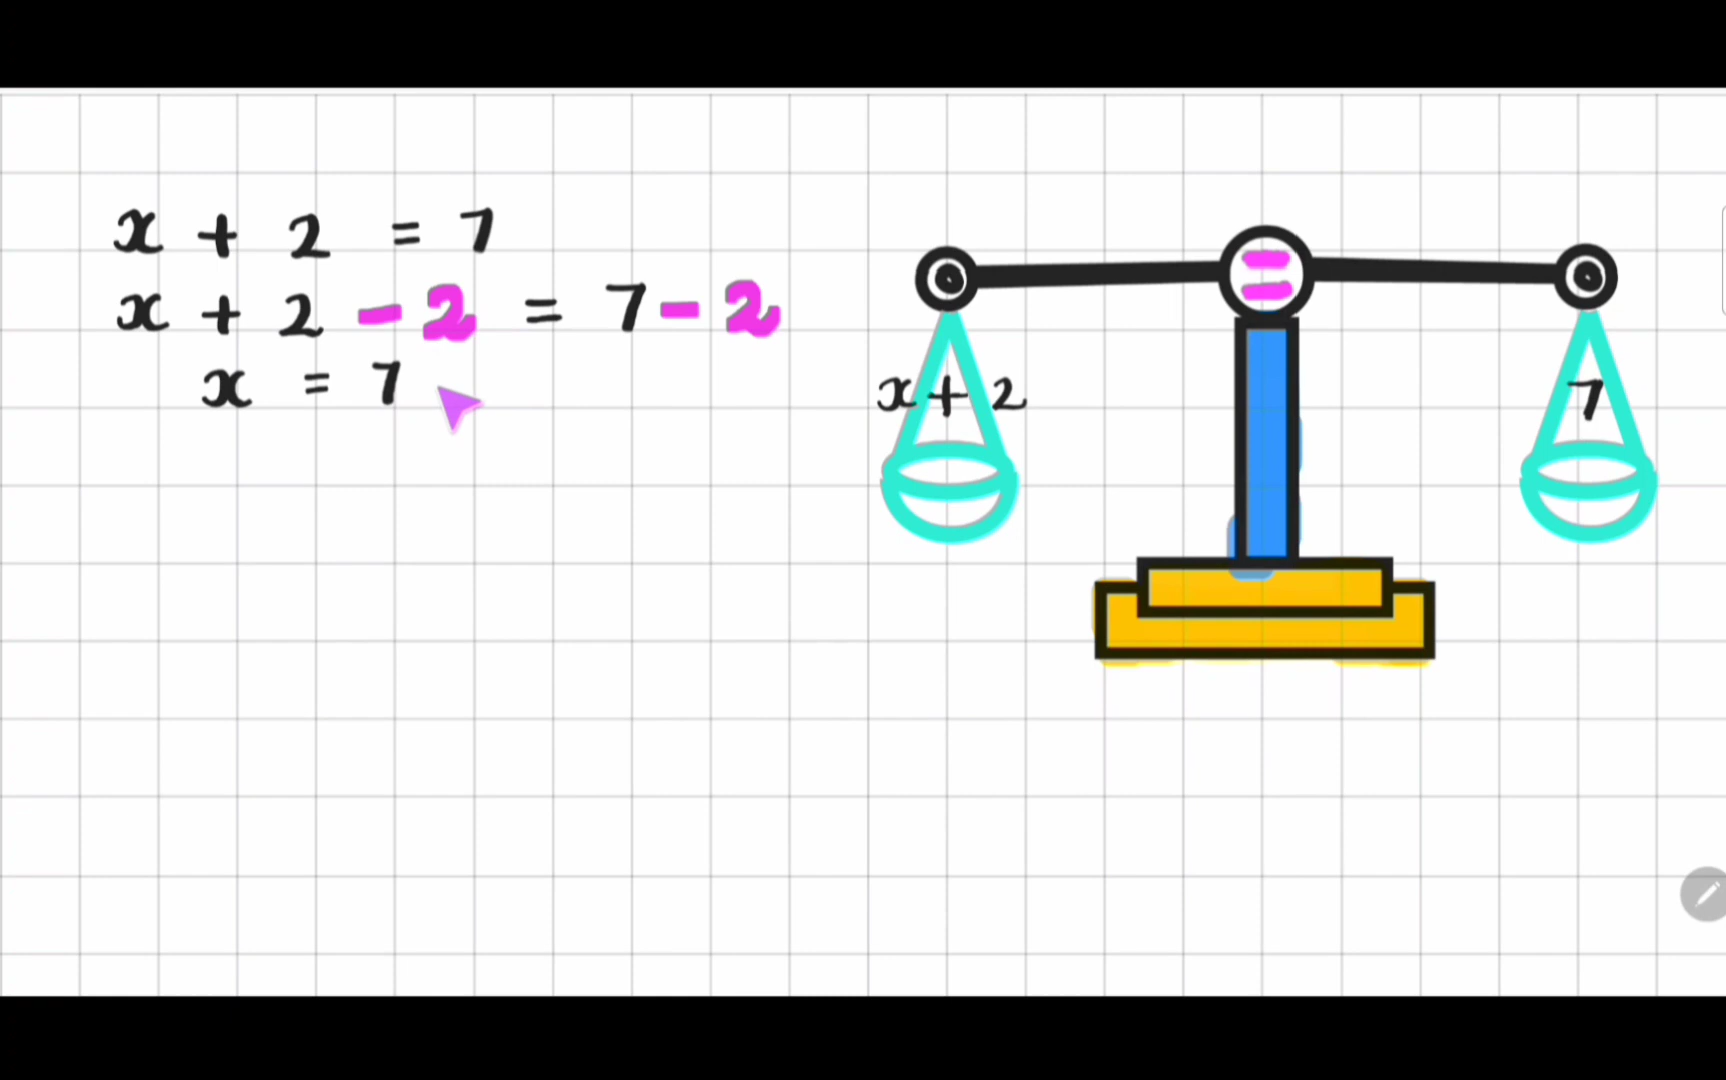 x + 2 = 7
x + 2 - 2 = 7 - 2
x = 7
=
x + 2
7